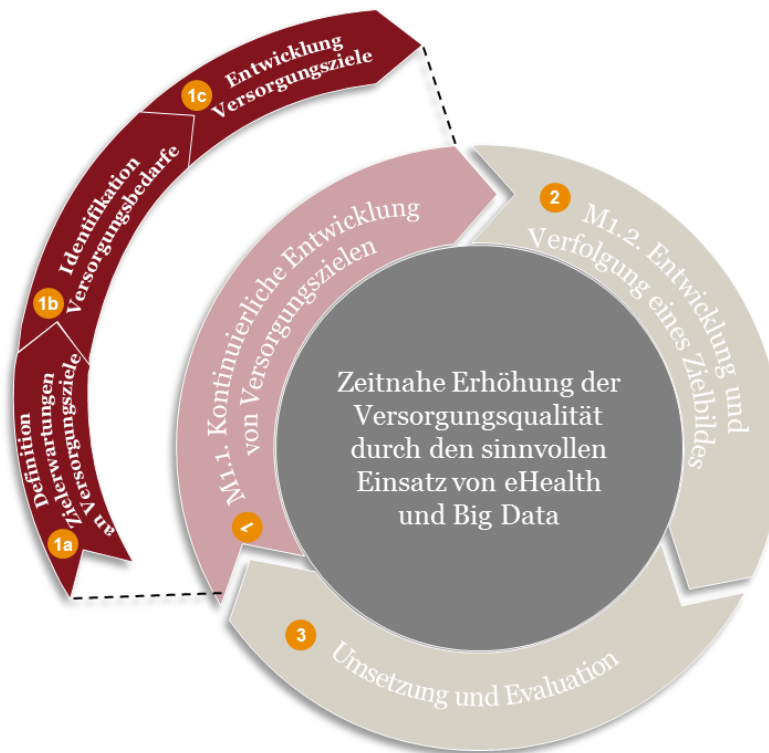 1a
Definition
Zielerwartungen
an Versorgungsziele
1b
Identifikation
Versorgungsbedarfe
1c
Entwicklung
Versorgungsziele
1
M1.1. Kontinuierliche Entwicklung
von Versorgungszielen
2
M1.2. Entwicklung und
Verfolgung eines Zielbildes
3
Umsetzung und Evaluation
Zeitnahe Erhöhung der
Versorgungsqualität
durch den sinnvollen
Einsatz von eHealth
und Big Data